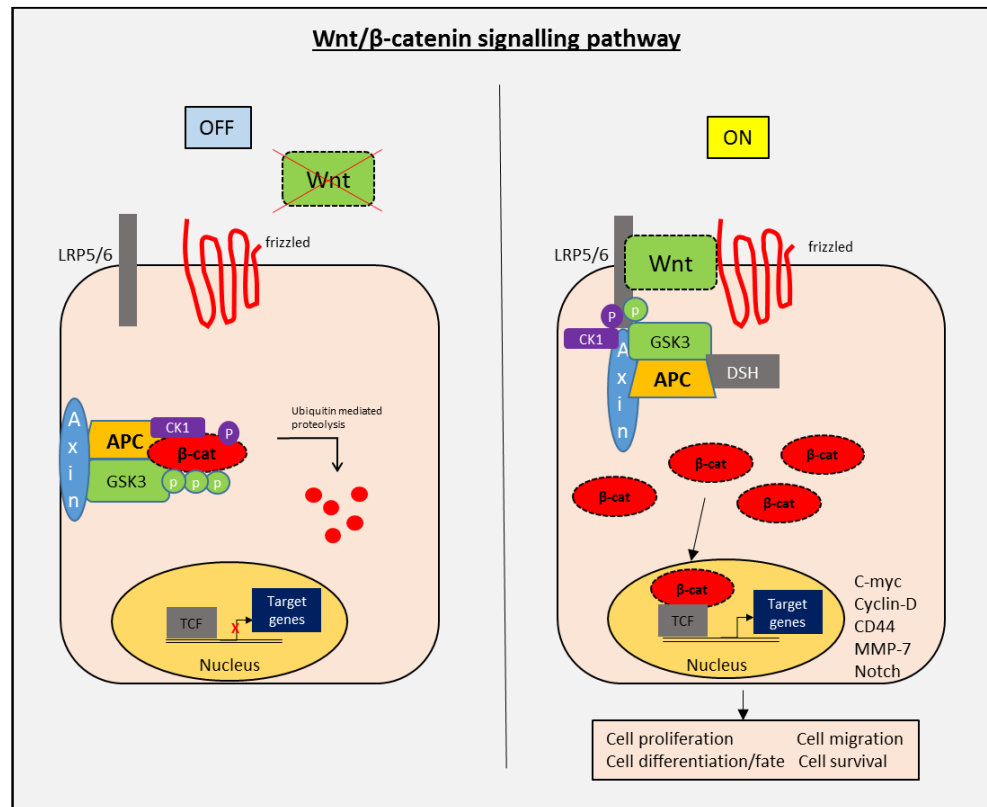 Wnt/β-catenin signalling pathway
OFF
Wnt
LRP5/6
frizzled
Axin
APC
CK1
P
β-cat
GSK3
p p p
Ubiquitin mediated
proteolysis
TCF
X
Target
genes
Nucleus
ON
LRP5/6
Wnt
frizzled
P
p
CK1
Axin
GSK3
APC
DSH
β-cat
β-cat
β-cat
β-cat
β-cat
TCF
Target
genes
Nucleus
C-myc
Cyclin-D
CD44
MMP-7
Notch
Cell proliferation Cell migration
Cell differentiation/fate Cell survival